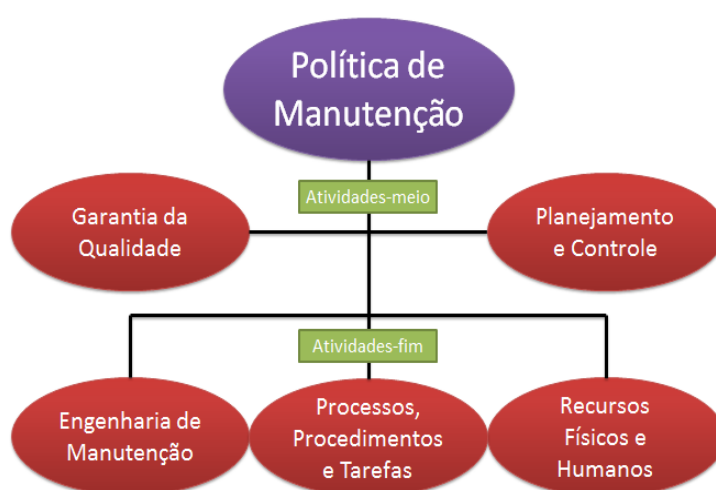 Política de
Manutenção
Atividades-meio
Garantia da
Qualidade
Planejamento
e Controle
Atividades-fim
Engenharia de
Manutenção
Processos,
Procedimentos
e Tarefas
Recursos
Físicos e
Humanos